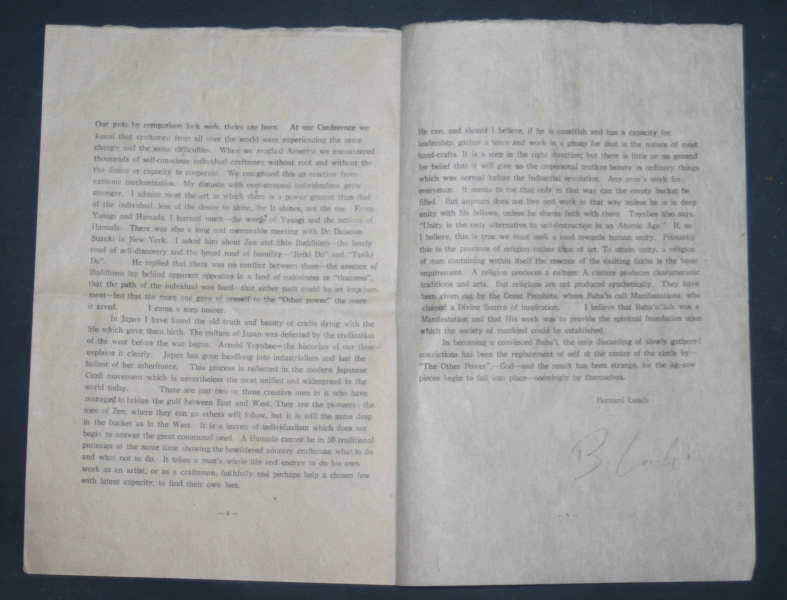 Our pots by comparison look made, theirs are born. At our Conference we
found that craftsmen from all over the world were experiencing the same
change and the same difficulties. When we reached America we encountered
thousands of self-conscious individual craftsmen without root and without the
the desire or capacity to cooperate. We recognised this as reaction from
extreme mechanization. My distaste with over-stressed individualism grew
stronger. I admire most the art in which there is a power greater than that
of the individual, less of the desire to shine, for It shines, not the me. From
Yanagi and Hamada, I learned much—the words of Yanagi and the actions of
Hamada. There was also a long and memorable meeting with Dr. Daisetsu
Suzuki in New York. I asked him about Zen and Shin Buddhism—the lonely
road of self-discovery and the broad road of humility—"Jiriki Do" and "Tariki
Do". He replied that there was no conflict between them—the essence of
Buddhism lay behind apparent opposites in a land of nakedness or "thusness",
that the path of the individual was hard—that either path could be an imprison-
ment—but that the more one gave of oneself to the "Other power" the more
it saved. I came a step nearer.
In Japan I have found the old truth and beauty of crafts dying with the
life which gave them birth. The culture of Japan was defeated by the civilization
of the west before the war began. Arnold Toynbee—the historian of our time
explains it clearly. Japan has gone headlong into industrialism and lost the
ballast of her inheritance. This process is reflected in the modern Japanese
Craft movement which is nevertheless the most unified and widespread in the
world today. There are just two or three creative men in it who have
managed to bridge the gulf between East and West. They are the pioneers—the
men of Zen; where they can go others will follow, but it is still the same drop
in the bucket as in the West. It is a leaven of individualism which does not
begin to answer the great communal need. A Hamada cannot be in 50 traditional
potteries at the same time showing the bewildered country craftsman what to do
and what not to do. It takes a man's whole life and energy to do his own
work as an artist, or as a craftsman, faithfully and perhaps help a chosen few
with latent capacity, to find their own feet.
He can, and should I believe, if he is unselfish and has a capacity for
leadership, gather a team and work in a group for that is the nature of most
hand-crafts. It is a step in the right direction; but there is little or no ground
for belief that it will give us the impersonal truth or beauty in ordinary things
which was normal before the Industrial revolution. Any man's work for
everyman. It seems to me that only in that way can the empty bucket be
filled. But anyman does not live and work in that way unless he is in deep
unity with his fellows, unless he shares faith with them. Toynbee also says,
"Unity is the only alternative to self-destruction in an Atomic Age." If, as
I believe, this is true we must seek a road towards human unity. Primarily
this is the province of religion rather than of art. To attain unity, a religion
of man containing within itself the essence of the existing faiths is the basic
requirement. A religion produces a culture: A culture produces characteristic
traditions and arts. But religions are not produced synthetically. They have
been given out by the Great Prophets, whom Baha'is call Manifestations, who
claimed a Divine Source of inspiration. I believe that Baha'u'llah was a
Manifestation and that His work was to provide the spiritual foundation upon
which the society of mankind could be established.
In becoming a convinced Baha'i, the only discarding of slowly gathered
convictions has been the replacement of self at the center of the circle by—
"The Other Power",—God—and the result has been strange, for the jig-saw
pieces begin to fall into place—seemingly by themselves.
Bernard Leach